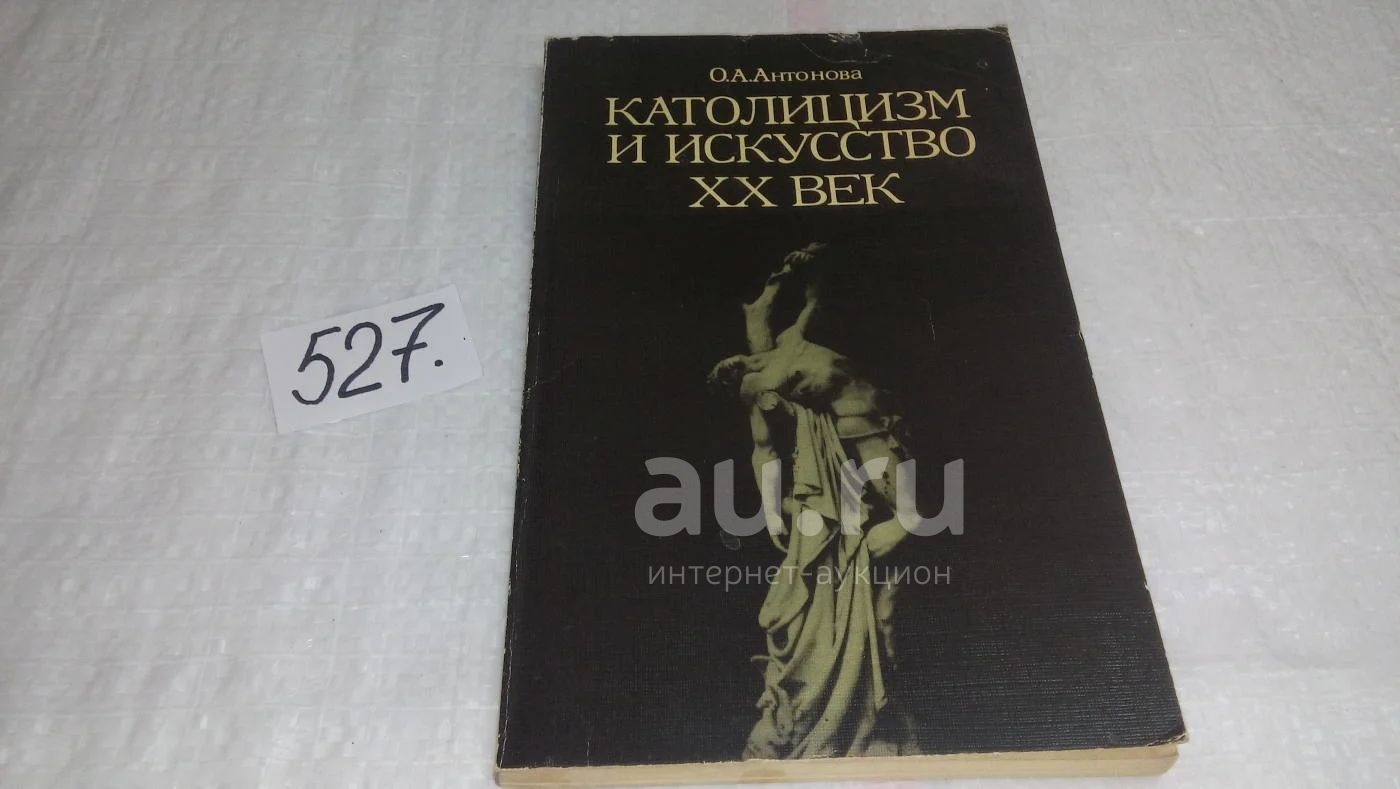 О.А.Антонова
КАТОЛИЦИЗМ
И ИСКУССТВО
XX ВЕК
527.
au.ru
интернет-аукцион